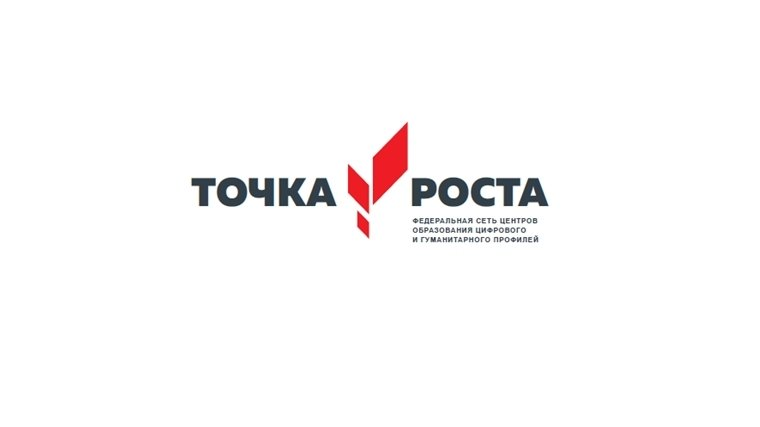 ТОЧКА РОСТА
ФЕДЕРАЛЬНАЯ СЕТЬ ЦЕНТРОВ
ОБРАЗОВАНИЯ ЦИФРОВОГО
И ГУМАНИТАРНОГО ПРОФИЛЕЙ